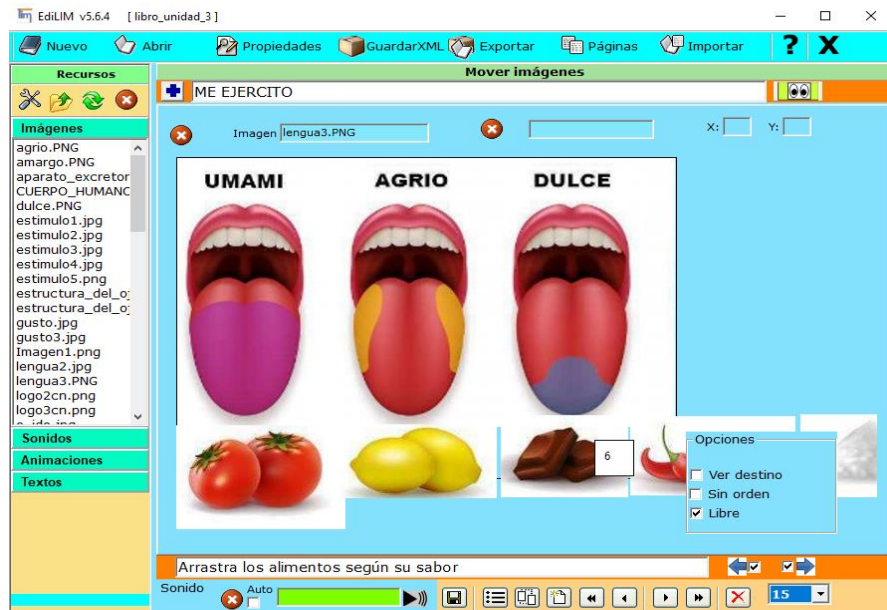 EdiLIM v5.6.4 [ libro_unidad_3 ]
Nuevo Abrir Propiedades GuardarXML Exportar Páginas Importar ? X
Recursos
Mover imágenes
ME EJERCITO
Imagen lengua3.PNG X: Y:
Imágenes
agrio.PNG
amargo.PNG
aparato_excretor
CUERPO_HUMANO
dulce.PNG
estimulo1.jpg
estimulo2.jpg
estimulo3.jpg
estimulo4.jpg
estimulo5.png
estructura_del_oj
estructura_del_oj
gusto.jpg
gusto3.jpg
Imagen1.png
lengua2.jpg
lengua3.PNG
logo2cn.png
logo3cn.png
Sonidos
Animaciones
Textos
UMAMI AGRIO DULCE
6
Opciones
Ver destino
Sin orden
Libre
Arrastra los alimentos según su sabor
Sonido Auto 15